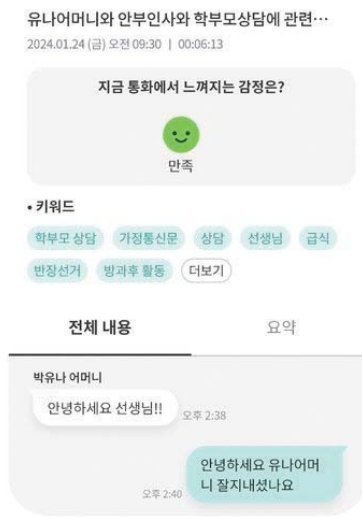 유나어머니와 안부인사와 학부모상담에 관련…
2024.01.24 (금) 오전 09:30 | 00:06:13
지금 통화에서 느껴지는 감정은?
만족
• 키워드
학부모 상담 가정통신문 상담 선생님 급식
반장선거 방과후 활동 더보기
전체 내용 요약
박유나 어머니
안녕하세요 선생님!!
오후 2:38
안녕하세요 유나어머
니 잘지내셨나요
오후 2:40